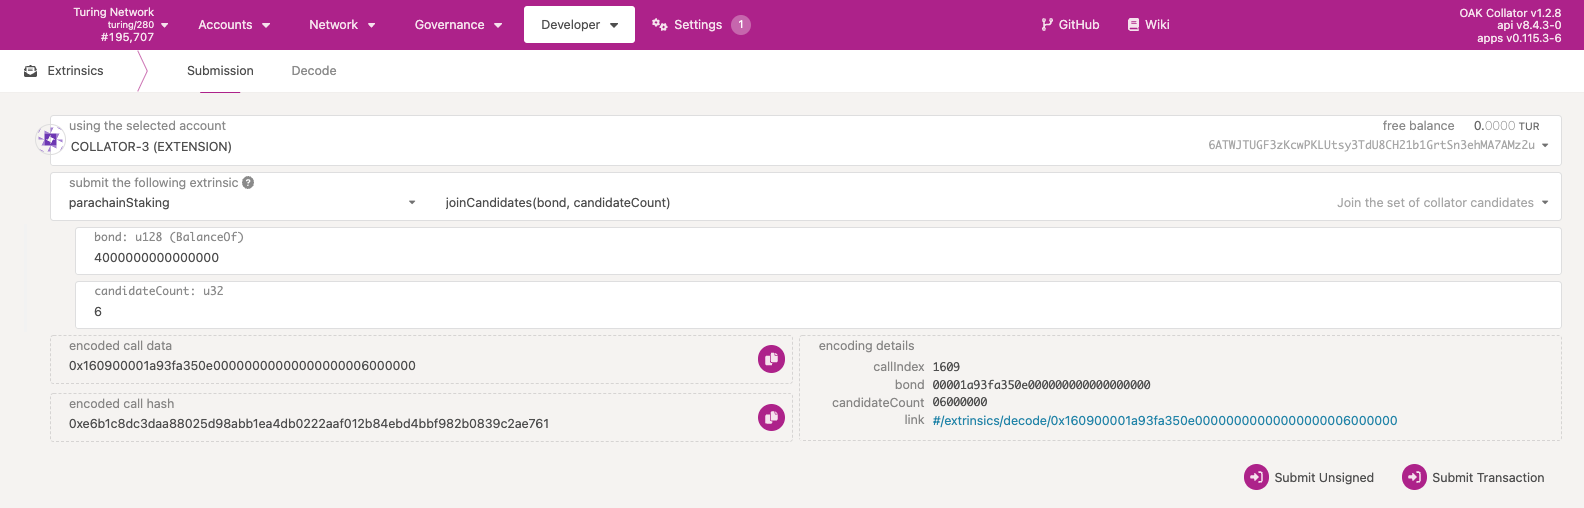 Turing Network
turing/280
#195,707
Accounts
Network
Governance
Developer
Settings
1
GitHub
Wiki
OAK Collator v1.2.8
api v8.4.3-0
apps v0.115.3-6
Extrinsics
Submission
Decode
using the selected account
COLLATOR-3 (EXTENSION)
free balance 0.0000 TUR
6ATWJTUGF3zKcwPKLUtsy3TdU8CH21b1GrtSn3ehMA7AMz2u
submit the following extrinsic ?
parachainStaking
joinCandidates(bond, candidateCount)
Join the set of collator candidates
bond: u128 (BalanceOf)
4000000000000000
candidateCount: u32
6
encoded call data
0x160900001a93fa350e00000000000000000006000000
encoded call hash
0xe6b1c8dc3daa88025d98abb1ea4db0222aaf012b84ebd4bbf982b0839c2ae761
encoding details
callIndex 1609
bond 00001a93fa350e000000000000000000
candidateCount 06000000
link #/extrinsics/decode/0x160900001a93fa350e00000000000000000006000000
Submit Unsigned
Submit Transaction